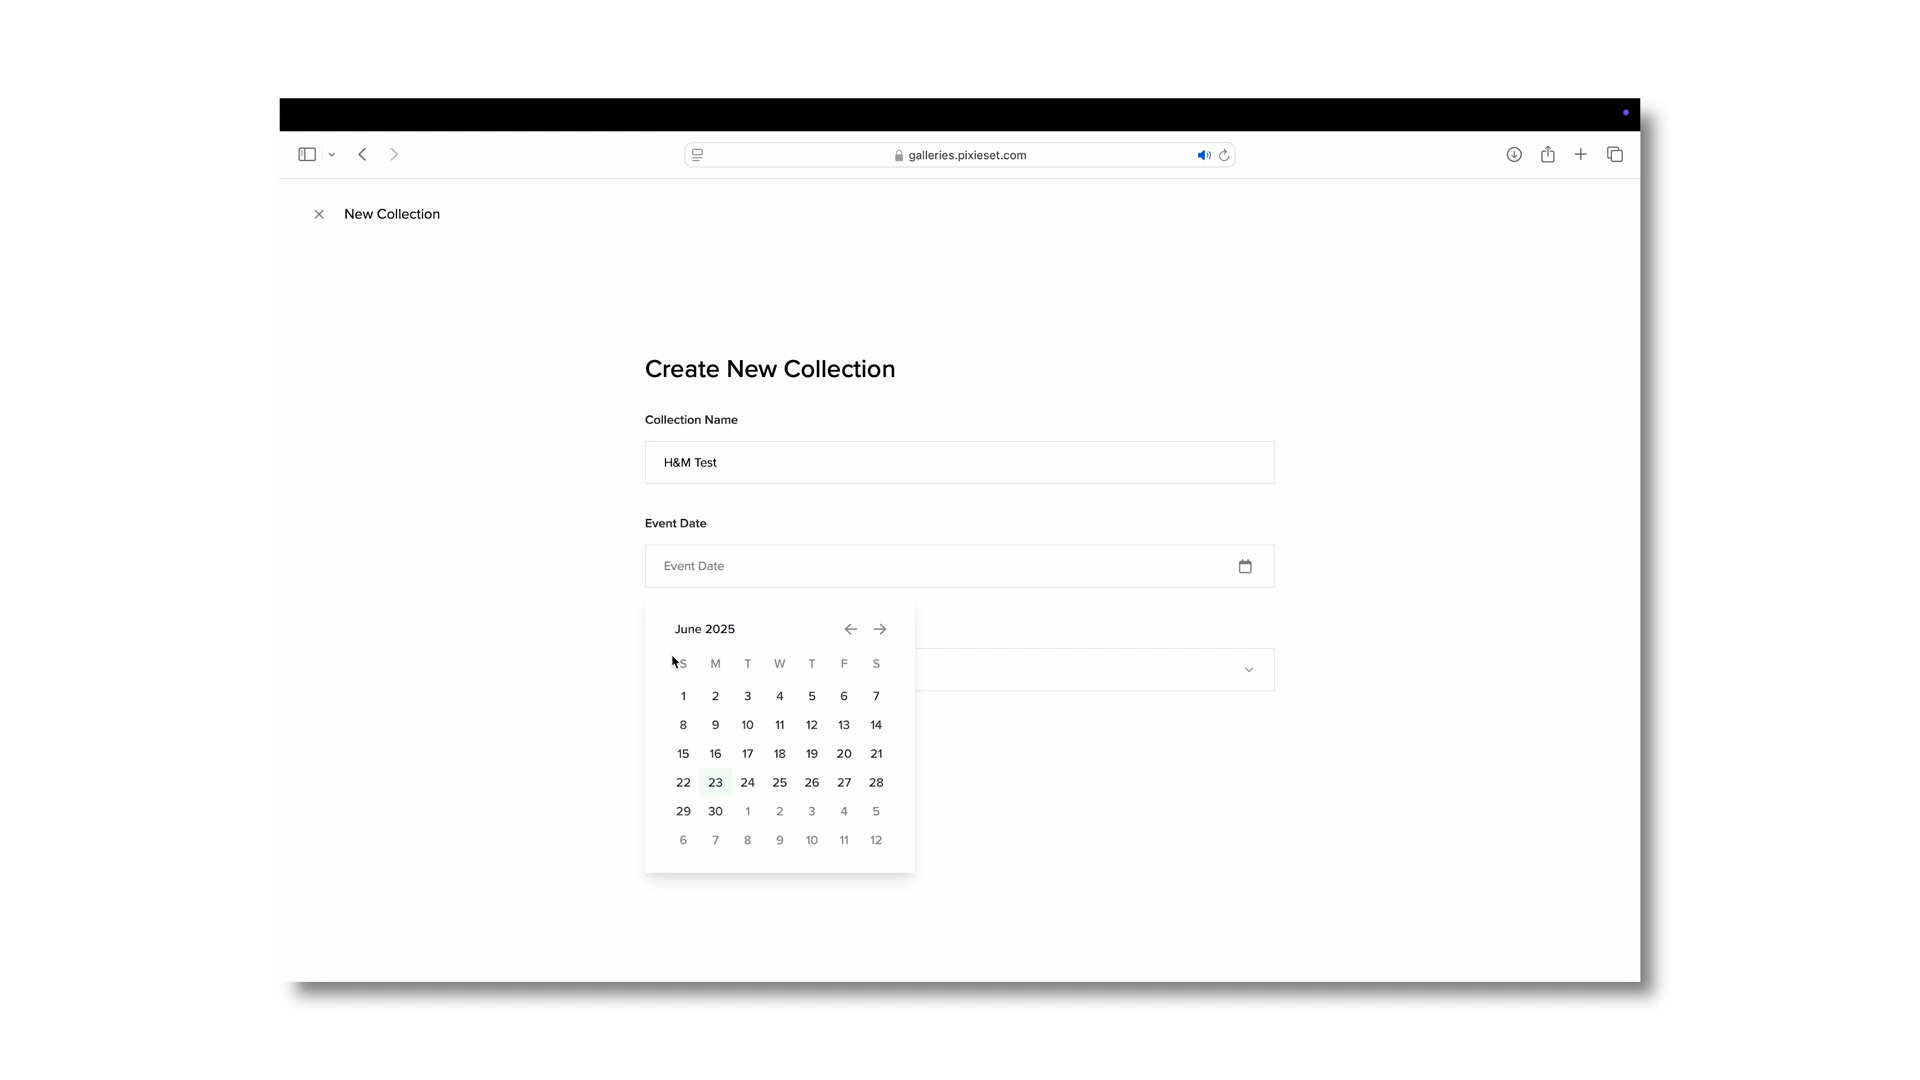 galleries.pixieset.com
New Collection
Create New Collection
Collection Name
H&M Test
Event Date
Event Date
June 2025
S M T W T F S
1 2 3 4 5 6 7
8 9 10 11 12 13 14
15 16 17 18 19 20 21
22 23 24 25 26 27 28
29 30 1 2 3 4 5
6 7 8 9 10 11 12